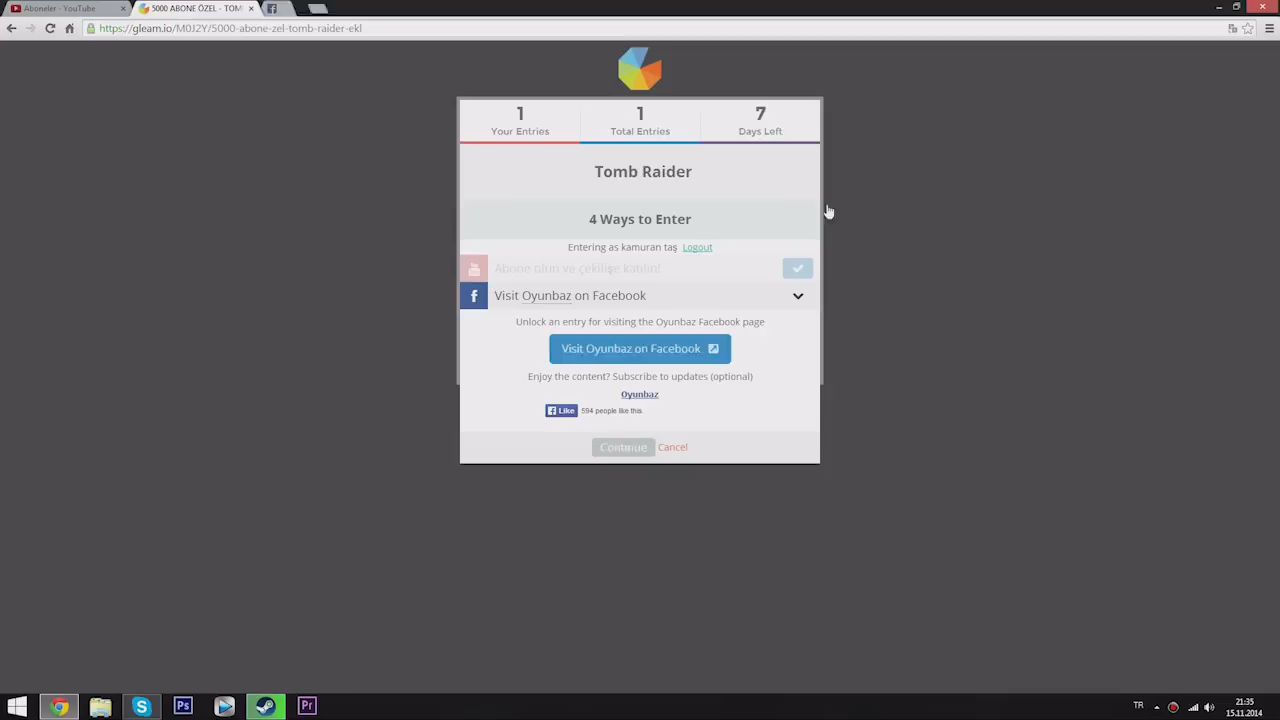 Aboneler - YouTube
5000 ABONE ÖZEL - TOM
https://gleam.io/M0J2Y/5000-abone-zel-tomb-raider-ekl
1
Your Entries
1
Total Entries
7
Days Left
Tomb Raider
4 Ways to Enter
Entering as kamuran taş Logout
Abone olun ve çekilişe katılın!
Visit Oyunbaz on Facebook
Unlock an entry for visiting the Oyunbaz Facebook page
Visit Oyunbaz on Facebook
Enjoy the content? Subscribe to updates (optional)
Oyunbaz
Like 594 people like this.
Continue Cancel
Ps
Pr
TR
21:35
15.11.2014